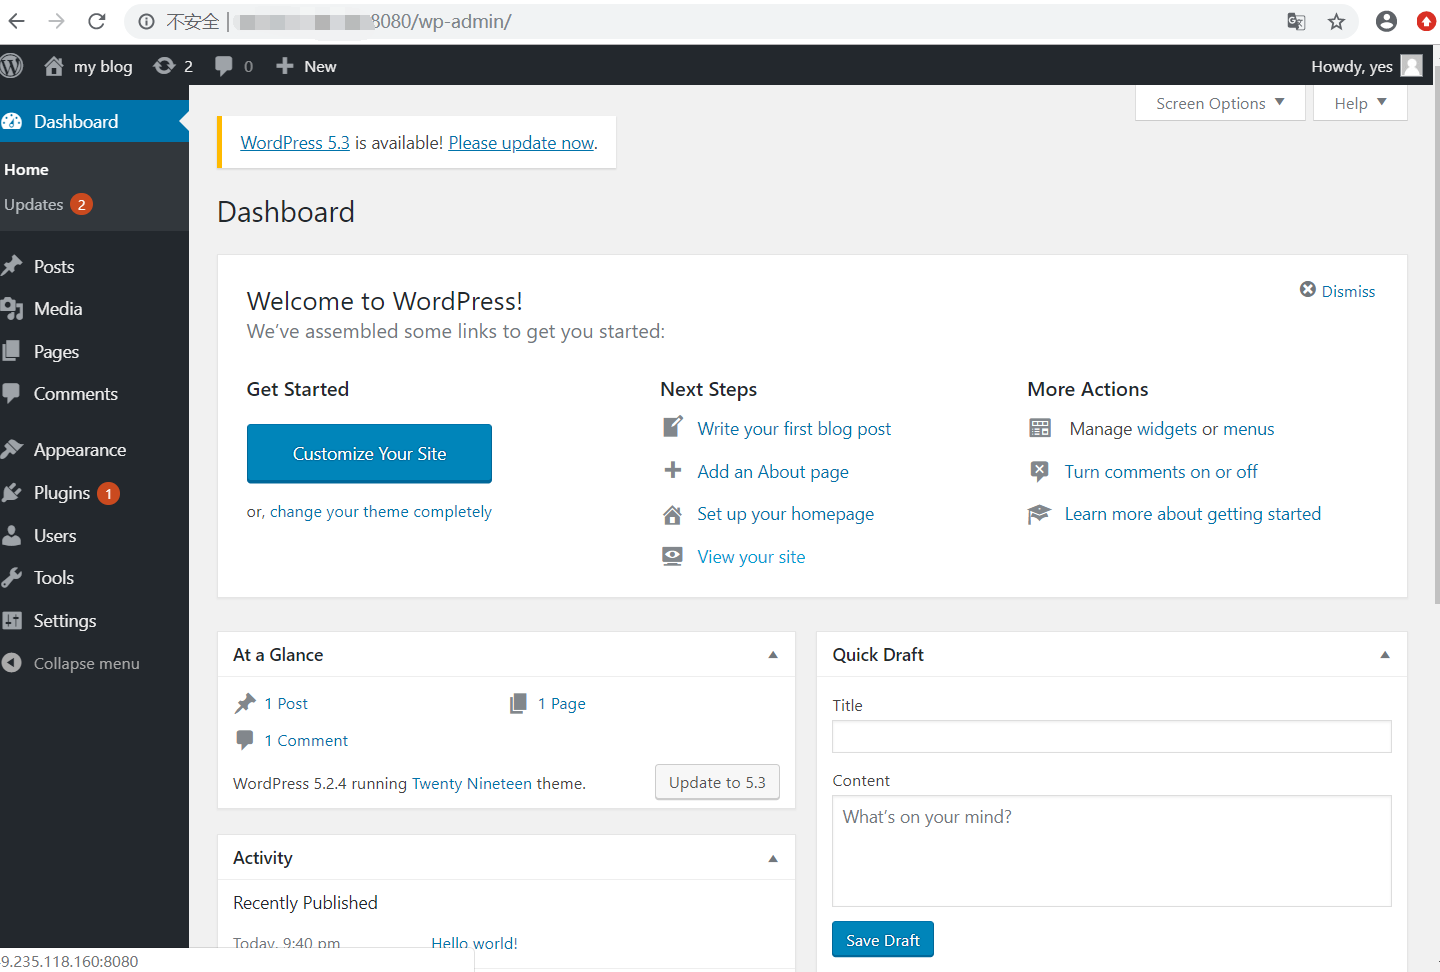 不安全 | 8080/wp-admin/
my blog 2 0 New Howdy, yes
Screen Options Help
Dashboard
Home
Updates 2
Posts
Media
Pages
Comments
Appearance
Plugins 1
Users
Tools
Settings
Collapse menu
WordPress 5.3 is available! Please update now.
Dashboard
Welcome to WordPress!
We've assembled some links to get you started:
Dismiss
Get Started
Customize Your Site
or, change your theme completely
Next Steps
Write your first blog post
Add an About page
Set up your homepage
View your site
More Actions
Manage widgets or menus
Turn comments on or off
Learn more about getting started
At a Glance
1 Post
1 Page
1 Comment
WordPress 5.2.4 running Twenty Nineteen theme.
Update to 5.3
Activity
Recently Published
Today, 9:40 pm Hello world!
Quick Draft
Title
Content
What's on your mind?
Save Draft
9.235.118.160:8080